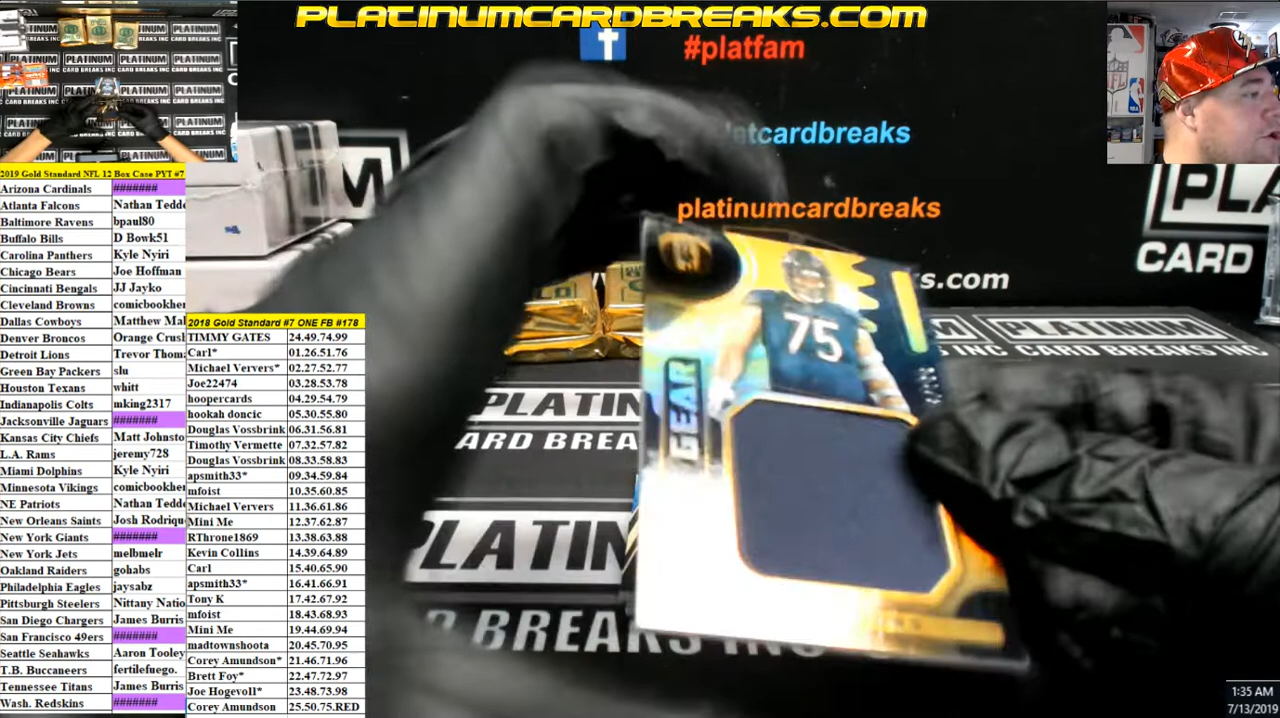 PLATINUMCARDBREAKS.COM
#platfam
atcardbreaks
platinumcardbreaks
ks.com
2019 Gold Standard NFL 12 Box Case PYT #7
Arizona Cardinals #######
Atlanta Falcons Nathan Tedde
Baltimore Ravens bpaul80
Buffalo Bills D Bowk51
Carolina Panthers Kyle Nyiri
Chicago Bears Joe Hoffman
Cincinnati Bengals JJ Jayko
Cleveland Browns comicbookher
Dallas Cowboys Matthew Mal
Denver Broncos Orange Crus
Detroit Lions Trevor Thom
Green Bay Packers slu
Houston Texans whitt
Indianapolis Colts mking2317
Jacksonville Jaguars #######
Kansas City Chiefs Matt Johnsto
L.A. Rams jeremy728
Miami Dolphins Kyle Nyiri
Minnesota Vikings comicbookher
NE Patriots Nathan Tedde
New Orleans Saints Josh Rodriqu
New York Giants #######
New York Jets melbmelr
Oakland Raiders gohabs
Philadelphia Eagles jaysabz
Pittsburgh Steelers Nittany Natio
San Diego Chargers James Burris
San Francisco 49ers #######
Seattle Seahawks Aaron Tooley
T.B. Buccaneers fertilefuego.
Tennessee Titans James Burris
Wash. Redskins #######
2018 Gold Standard #7 ONE FB #178
TIMMY GATES 24.49.74.99
Carl* 01.26.51.76
Michael Ververs* 02.27.52.77
Joe22474 03.28.53.78
hoopercards 04.29.54.79
hookah doncic 05.30.55.80
Douglas Vossbrink 06.31.56.81
Timothy Vermette 07.32.57.82
Douglas Vossbrink 08.33.58.83
apsmith33* 09.34.59.84
mfoist 10.35.60.85
Michael Ververs 11.36.61.86
Mini Me 12.37.62.87
RThrone1869 13.38.63.88
Kevin Collins 14.39.64.89
Carl 15.40.65.90
apsmith33* 16.41.66.91
Tony K 17.42.67.92
mfoist 18.43.68.93
Mini Me 19.44.69.94
madtownshoota 20.45.70.95
Corey Amundson* 21.46.71.96
Brett Foy* 22.47.72.97
Joe Hogevoll* 23.48.73.98
Corey Amundson 25.50.75.RED
75
GEAR
PLATINUM
CARD BREA
PLATINUM
D BREAKS INC
PL
CARD
CARD BREAKS INC
1:35 AM
7/13/2019